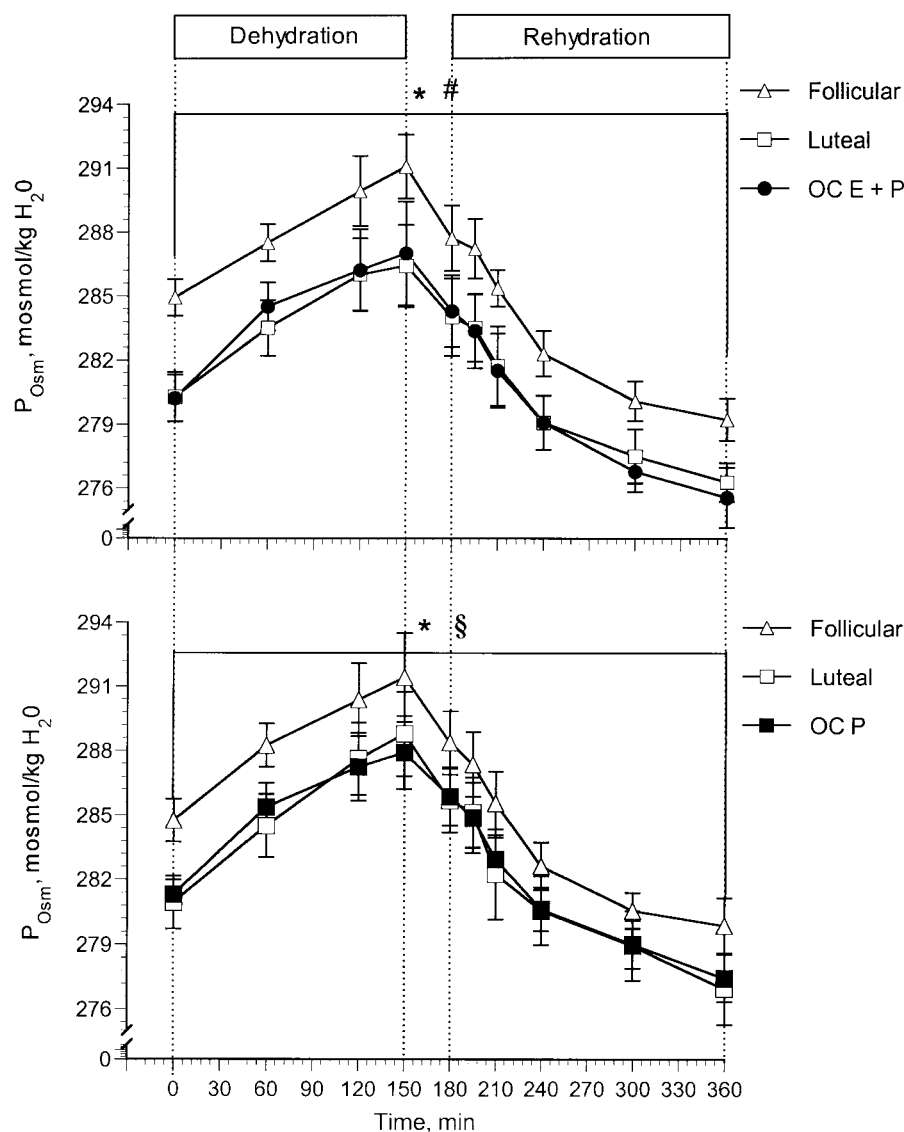 Dehydration
Rehydration
* #
Follicular
Luteal
OC E + P
294
291
288
285
282
279
276
0
P_Osm, mosmol/kg H_20
* §
Follicular
Luteal
OC P
294
291
288
285
282
279
276
0
P_Osm, mosmol/kg H_20
0 30 60 90 120 150 180 210 240 270 300 330 360
Time, min